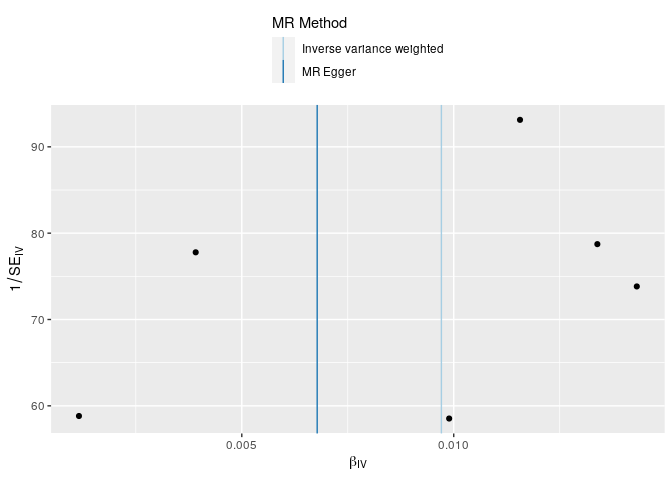 MR Method
Inverse variance weighted
MR Egger
90
80
70
60
1/SE_IV
0.005
0.010
β_IV